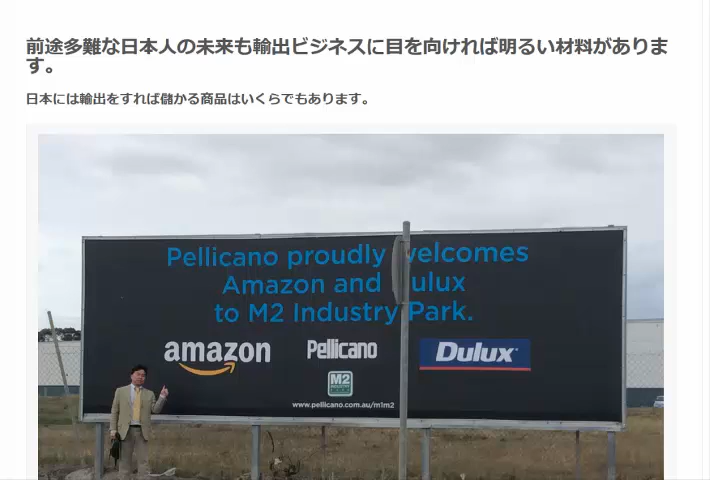 前途多難な日本人の未来も輸出ビジネスに目を向ければ明るい材料がありま
す。
日本には輸出をすれば儲かる商品はいくらでもあります。
Pellicano proudly welcomes
Amazon and Dulux
to M2 Industry Park.
amazon Pellicano Dulux
M2
www.pellicano.com.au/m1m2